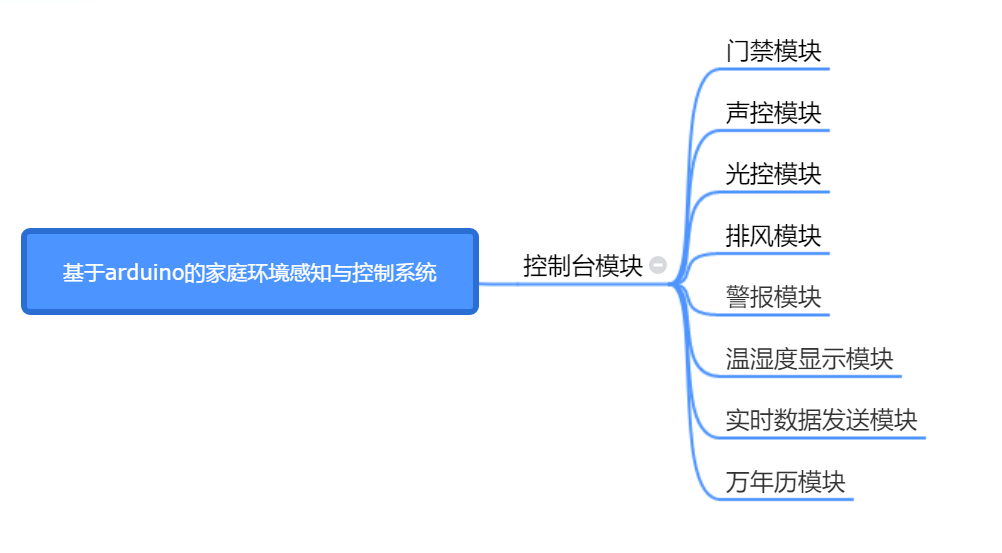 基于arduino的家庭环境感知与控制系统
控制台模块
门禁模块
声控模块
光控模块
排风模块
警报模块
温湿度显示模块
实时数据发送模块
万年历模块